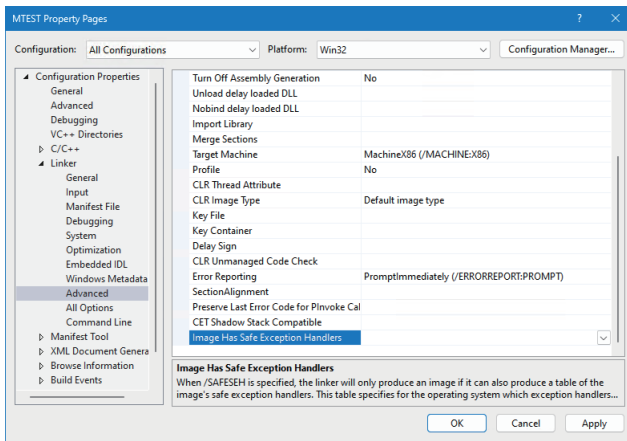 MTEST Property Pages
Configuration: All Configurations Platform: Win32 Configuration Manager...
Configuration Properties
General
Advanced
Debugging
VC++ Directories
C/C++
Linker
General
Input
Manifest File
Debugging
System
Optimization
Embedded IDL
Windows Metadata
Advanced
All Options
Command Line
Manifest Tool
XML Document Genera
Browse Information
Build Events
Turn Off Assembly Generation No
Unload delay loaded DLL
Nobind delay loaded DLL
Import Library
Merge Sections
Target Machine MachineX86 (/MACHINE:X86)
Profile No
CLR Thread Attribute
CLR Image Type Default image type
Key File
Key Container
Delay Sign
CLR Unmanaged Code Check
Error Reporting PromptImmediately (/ERRORREPORT:PROMPT)
SectionAlignment
Preserve Last Error Code for PInvoke Cal
CET Shadow Stack Compatible
Image Has Safe Exception Handlers
Image Has Safe Exception Handlers
When /SAFESEH is specified, the linker will only produce an image if it can also produce a table of the
image's safe exception handlers. This table specifies for the operating system which exception handlers...
OK Cancel Apply